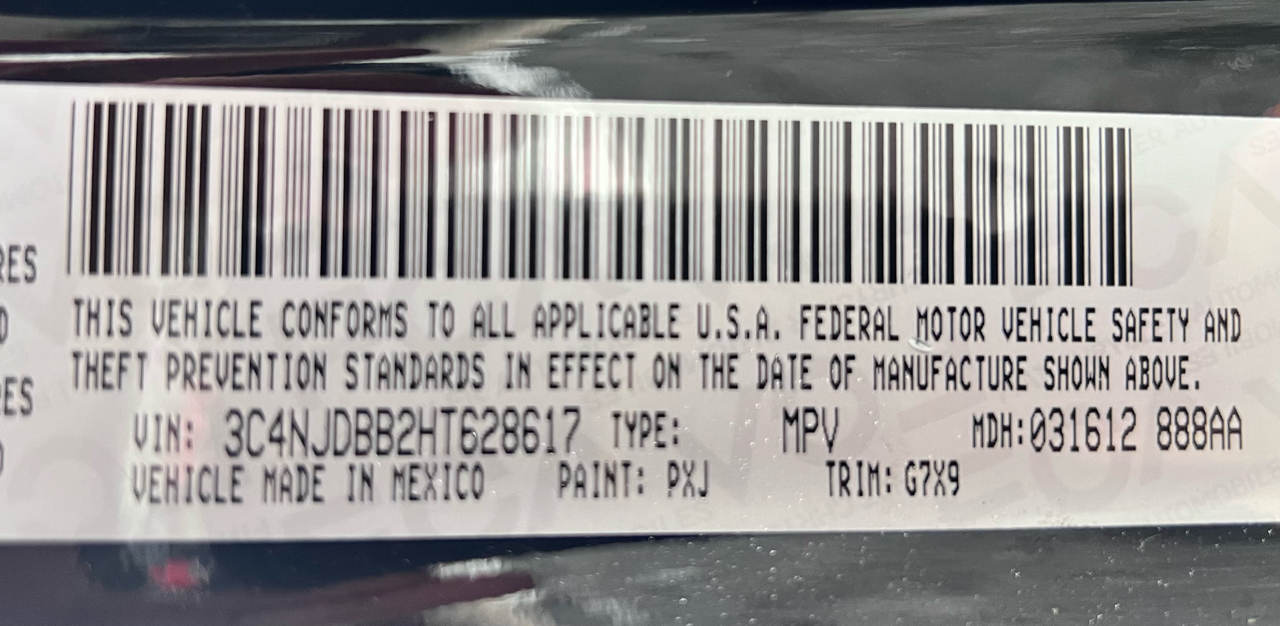 RES
THIS VEHICLE CONFORMS TO ALL APPLICABLE U.S.A. FEDERAL MOTOR VEHICLE SAFETY AND
THEFT PREVENTION STANDARDS IN EFFECT ON THE DATE OF MANUFACTURE SHOWN ABOVE.
ES
VIN: 3C4NJDBB2HT628617 TYPE: MPV MDH:031612 888AA
VEHICLE MADE IN MEXICO PAINT: PXJ TRIM: G7X9